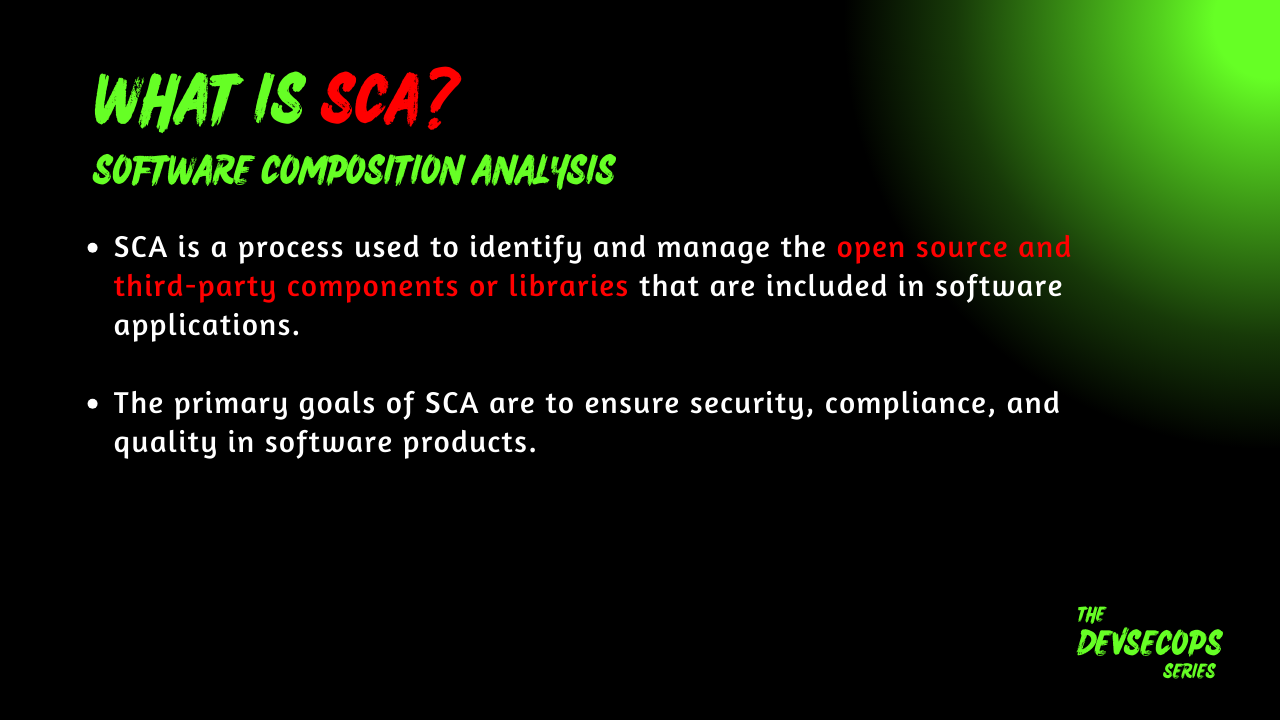 WHAT IS SCA?
SOFTWARE COMPOSITION ANALYSIS
• SCA is a process used to identify and manage the open source and
third-party components or libraries that are included in software
applications.
• The primary goals of SCA are to ensure security, compliance, and
quality in software products.
THE
DEVSECOPS
SERIES